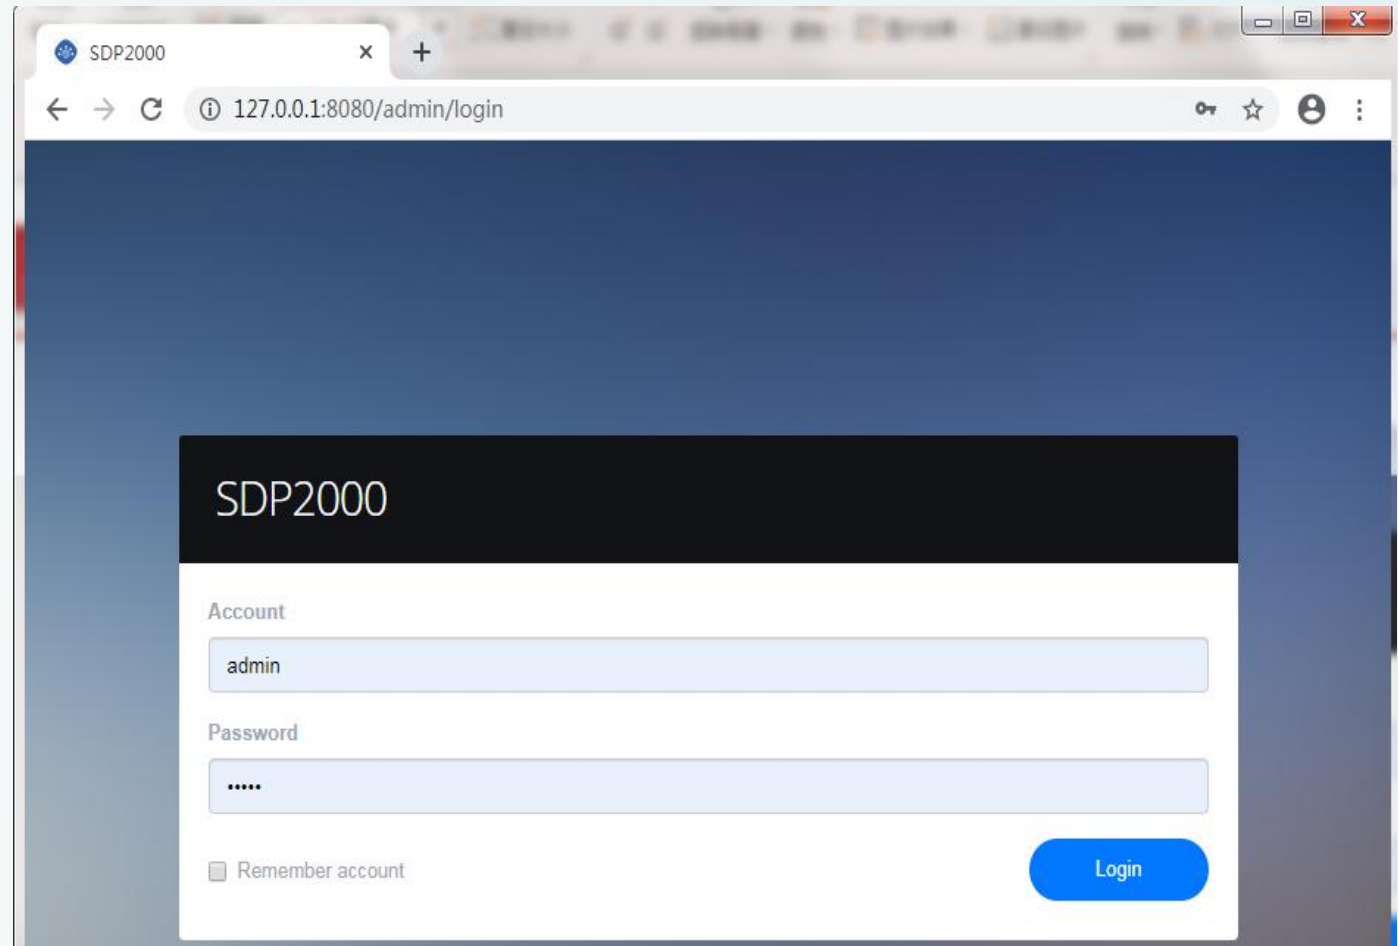 SDP2000
127.0.0.1:8080/admin/login
SDP2000
Account
admin
Password
•••••
Remember account
Login